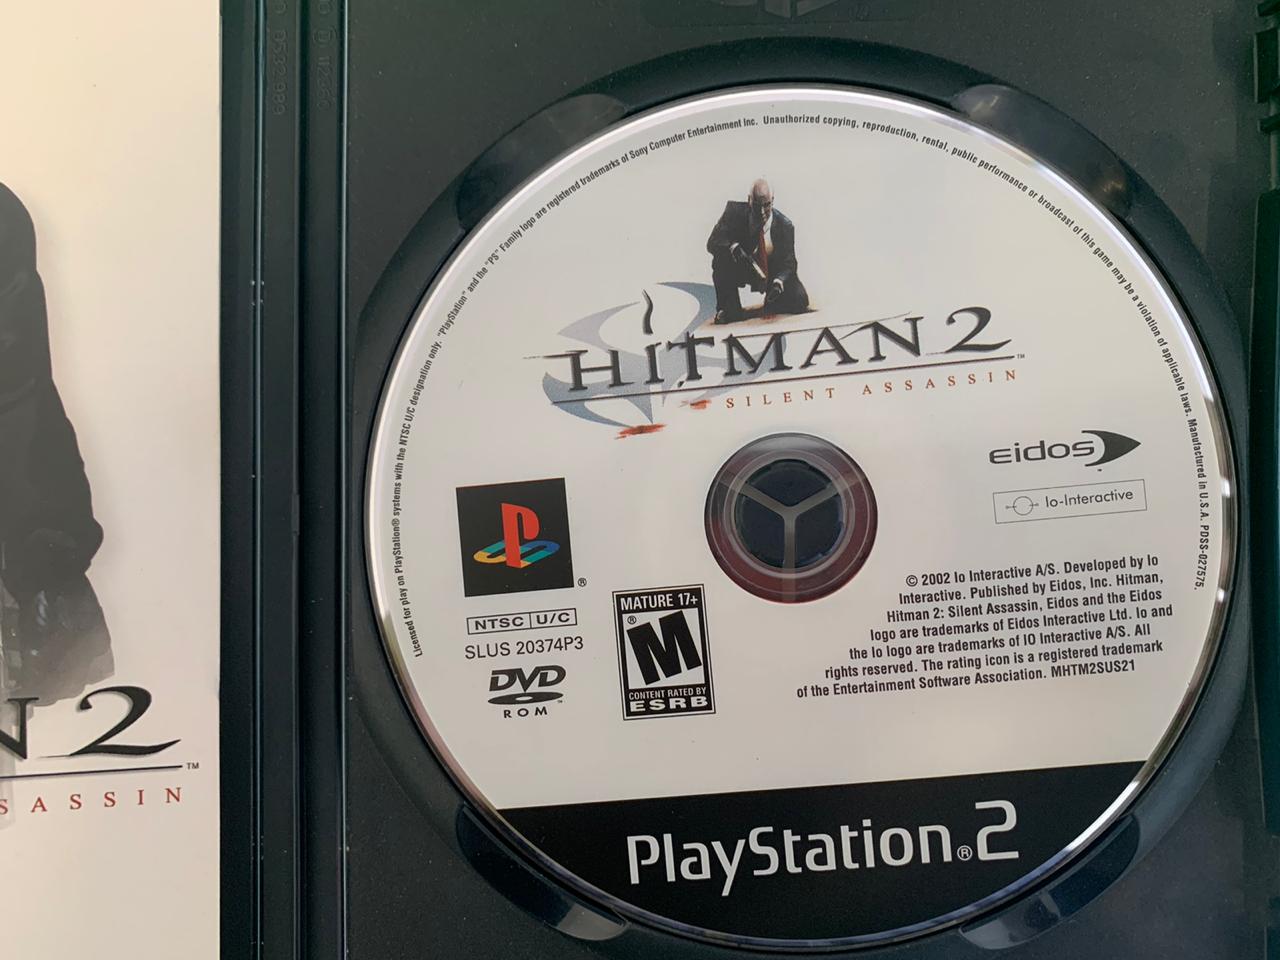 Licensed for play on PlayStation® systems with the NTSC U/C designation only. "PlayStation" and the "PS" Family logo are registered trademarks of Sony Computer Entertainment Inc. Unauthorized copying, reproduction, rental, public performance or broadcast of this game may be a violation of applicable laws. Manufactured in U.S.A. PDSS-027575.
HITMAN 2™
SILENT ASSASSIN
eidos
Io-Interactive
®
NTSC U/C
SLUS 20374P3
DVD™
ROM
MATURE 17+
®
M
CONTENT RATED BY
ESRB
© 2002 Io Interactive A/S. Developed by Io
Interactive. Published by Eidos, Inc. Hitman,
Hitman 2: Silent Assassin, Eidos and the Eidos
logo are trademarks of Eidos Interactive Ltd. Io and
the Io logo are trademarks of IO Interactive A/S. All
rights reserved. The rating icon is a registered trademark
of the Entertainment Software Association. MHTM2SUS21
PlayStation®2
N 2™
SASSIN